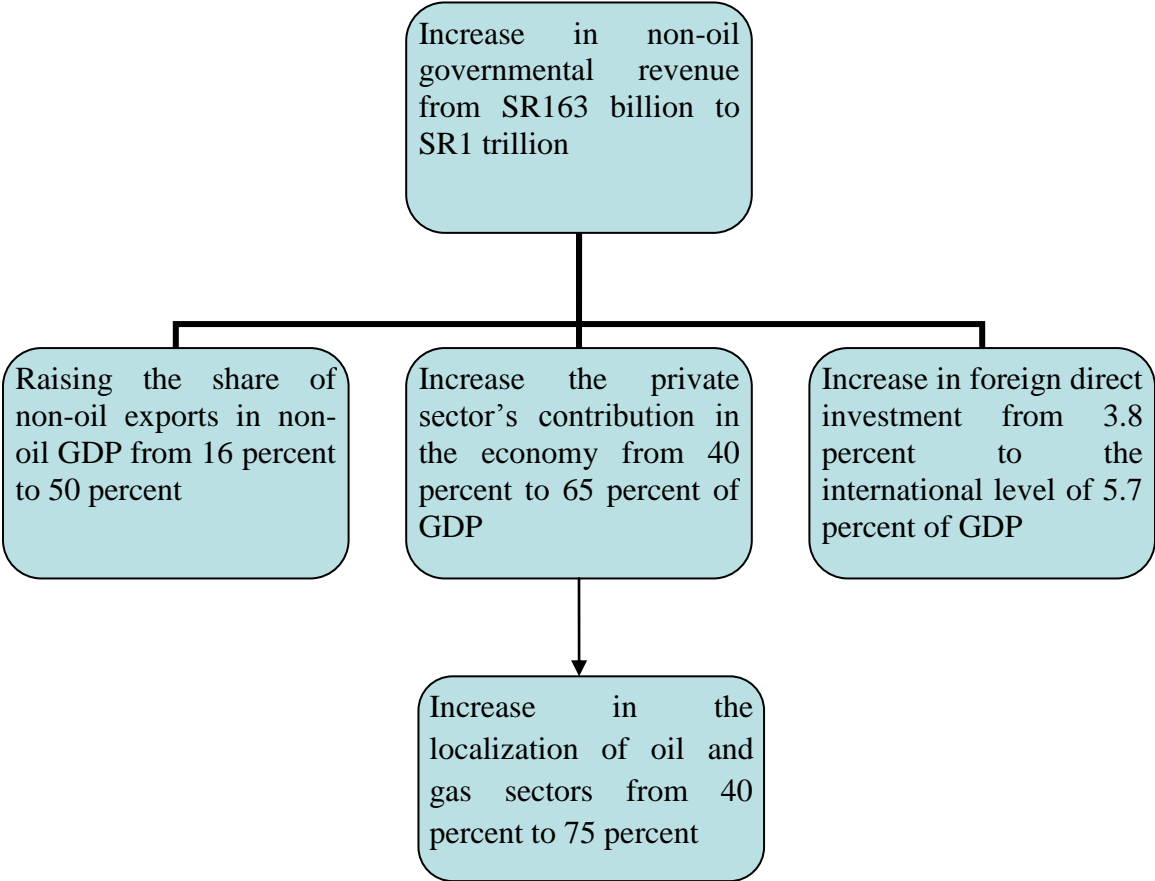 Increase in non-oil
governmental revenue
from SR163 billion to
SR1 trillion
Raising the share of
non-oil exports in non-
oil GDP from 16 percent
to 50 percent
Increase the private
sector’s contribution in
the economy from 40
percent to 65 percent of
GDP
Increase in foreign direct
investment from 3.8
percent to the
international level of 5.7
percent of GDP
Increase in the
localization of oil and
gas sectors from 40
percent to 75 percent